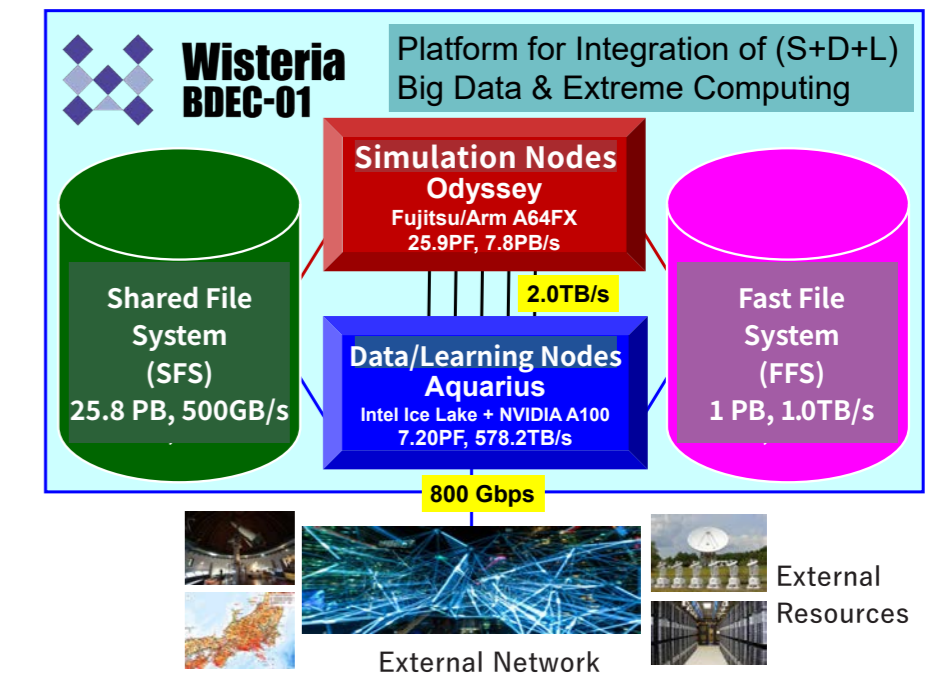 Wisteria
BDEC-01
Platform for Integration of (S+D+L)
Big Data & Extreme Computing
Simulation Nodes
Odyssey
Fujitsu/Arm A64FX
25.9PF, 7.8PB/s
2.0TB/s
Shared File
System
(SFS)
25.8 PB, 500GB/s
Data/Learning Nodes
Aquarius
Intel Ice Lake + NVIDIA A100
7.20PF, 578.2TB/s
Fast File
System
(FFS)
1 PB, 1.0TB/s
800 Gbps
External
Resources
External Network